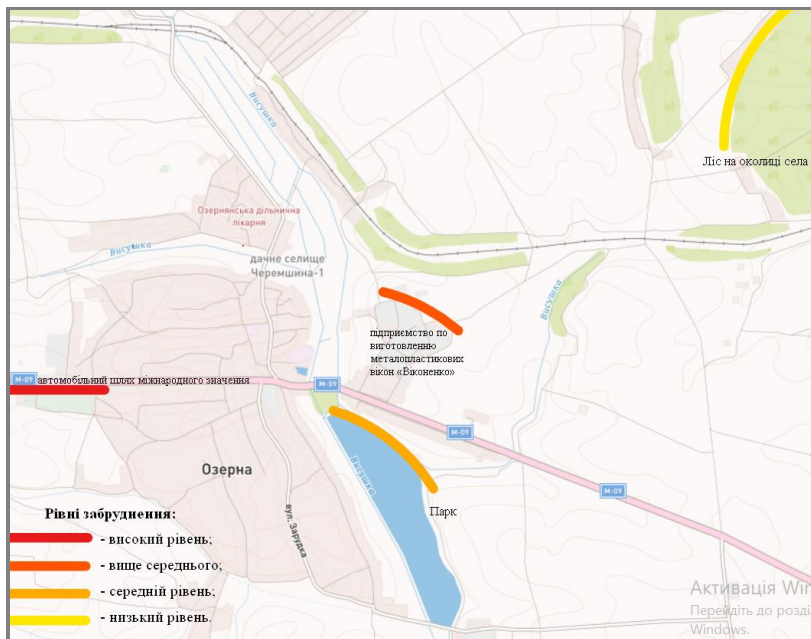 Висушка
Ліс на околиці села
Озернянська дільнична
лікарня
Висушка
дачне селище
Черемшина-1
Висушка
підприємство по
виготовленню
металопластикових
вікон «Віконенко»
М-09
автомобільний шлях міжнародного значення
М-09
М-09
Озерна
Висушка
М-09
Парк
вул. Зарудка
Рівні забруднення:
- високий рівень;
- вище середнього;
- середній рівень;
- низький рівень.
Активація Wi
Перейдіть до розді
Windows.